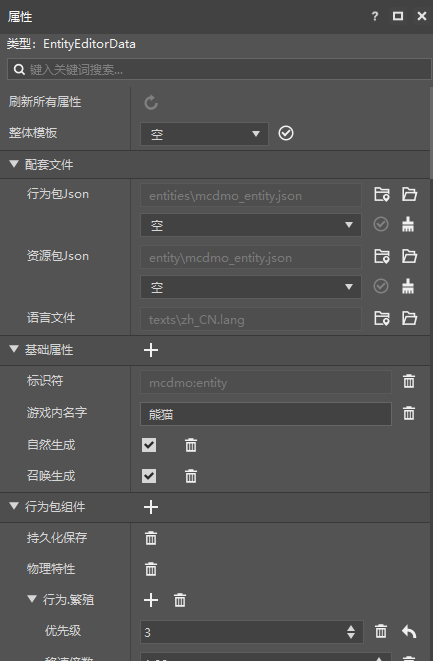 属性
类型：EntityEditorData
键入关键词搜索...
刷新所有属性
整体模板 空
配套文件
行为包Json entities\mcdmo_entity.json
空
资源包Json entity\mcdmo_entity.json
空
语言文件 texts\zh_CN.lang
基础属性
标识符 mcdmo:entity
游戏内名字 熊猫
自然生成
召唤生成
行为包组件
持久化保存
物理特性
行为.繁殖
优先级 3